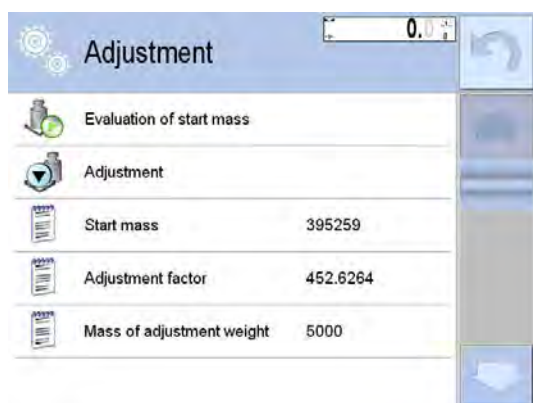 Adjustment
0.0
Evaluation of start mass
Adjustment
Start mass 395259
Adjustment factor 452.6264
Mass of adjustment weight 5000